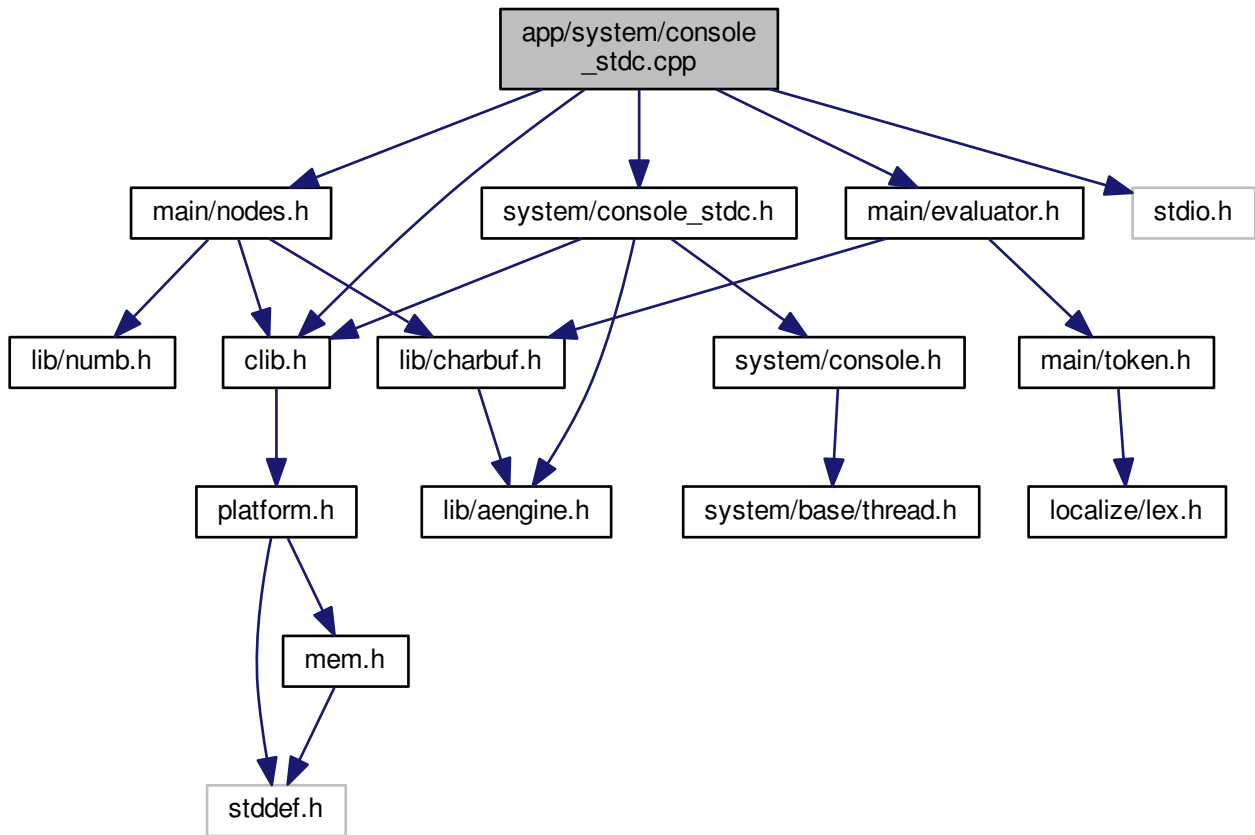 app/system/console
_stdc.cpp
main/nodes.h
system/console_stdc.h
main/evaluator.h
stdio.h
lib/numb.h
clib.h
lib/charbuf.h
system/console.h
main/token.h
platform.h
lib/aengine.h
system/base/thread.h
localize/lex.h
mem.h
stddef.h